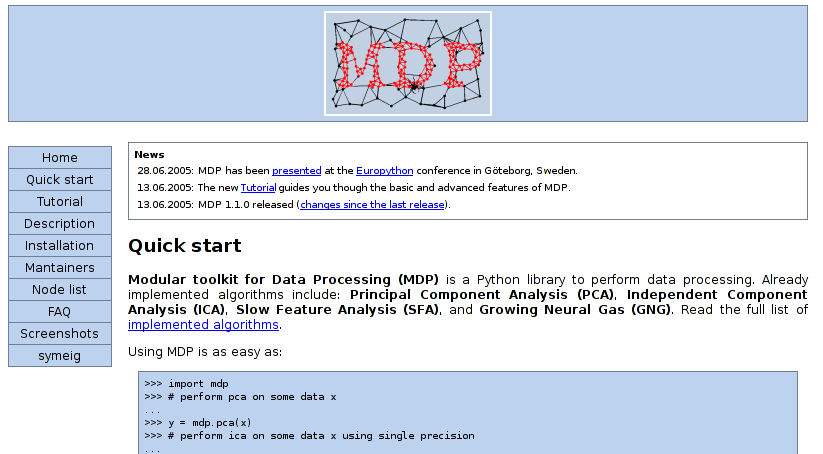 MDP
Home
Quick start
Tutorial
Description
Installation
Mantainers
Node list
FAQ
Screenshots
symeig
News
28.06.2005: MDP has been presented at the Europython conference in Göteborg, Sweden.
13.06.2005: The new Tutorial guides you though the basic and advanced features of MDP.
13.06.2005: MDP 1.1.0 released (changes since the last release).
Quick start
Modular toolkit for Data Processing (MDP) is a Python library to perform data processing. Already
implemented algorithms include: Principal Component Analysis (PCA), Independent Component
Analysis (ICA), Slow Feature Analysis (SFA), and Growing Neural Gas (GNG). Read the full list of
implemented algorithms.
Using MDP is as easy as:
>>> import mdp
>>> # perform pca on some data x
...
>>> y = mdp.pca(x)
>>> # perform ica on some data x using single precision
...